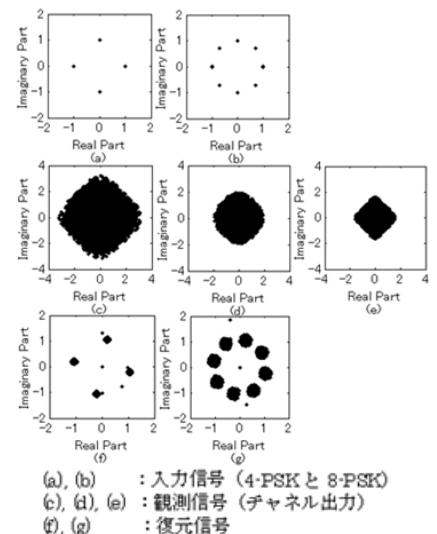 2
1
0
-1
-2
-2 -1 0 1 2
Imaginary Part
Real Part
(a)
2
1
0
-1
-2
-2 -1 0 1 2
Imaginary Part
Real Part
(b)
4
2
0
-2
-4
-4 -2 0 2 4
Imaginary Part
Real Part
(c)
4
2
0
-2
-4
-4 -2 0 2 4
Imaginary Part
Real Part
(d)
4
2
0
-2
-4
-4 -2 0 2 4
Imaginary Part
Real Part
(e)
2
1
0
-1
-2
-2 -1 0 1 2
Imaginary Part
Real Part
(f)
2
1
0
-1
-2
-2 -1 0 1 2
Imaginary Part
Real Part
(g)
(a), (b) : 入力信号 (4-PSK と 8-PSK)
(c), (d), (e) : 観測信号 (チャネル出力)
(f), (g) : 復元信号